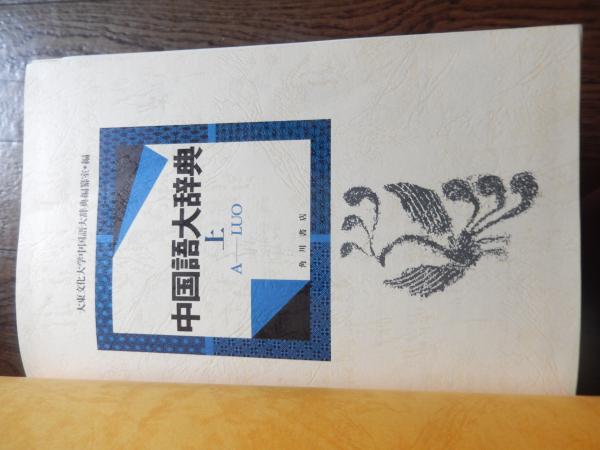 大東文化大学中国語大辞典編纂室・編
中国語大辞典
上
A—LUO
角川書店